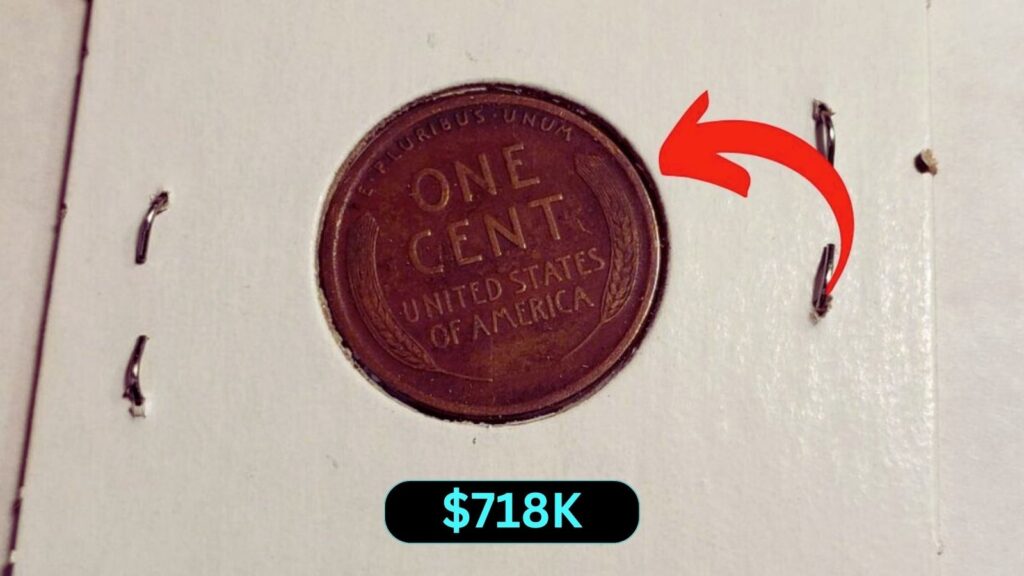 E·PLURIBUS·UNUM
ONE
CENT
UNITED STATES
OF AMERICA
$718K